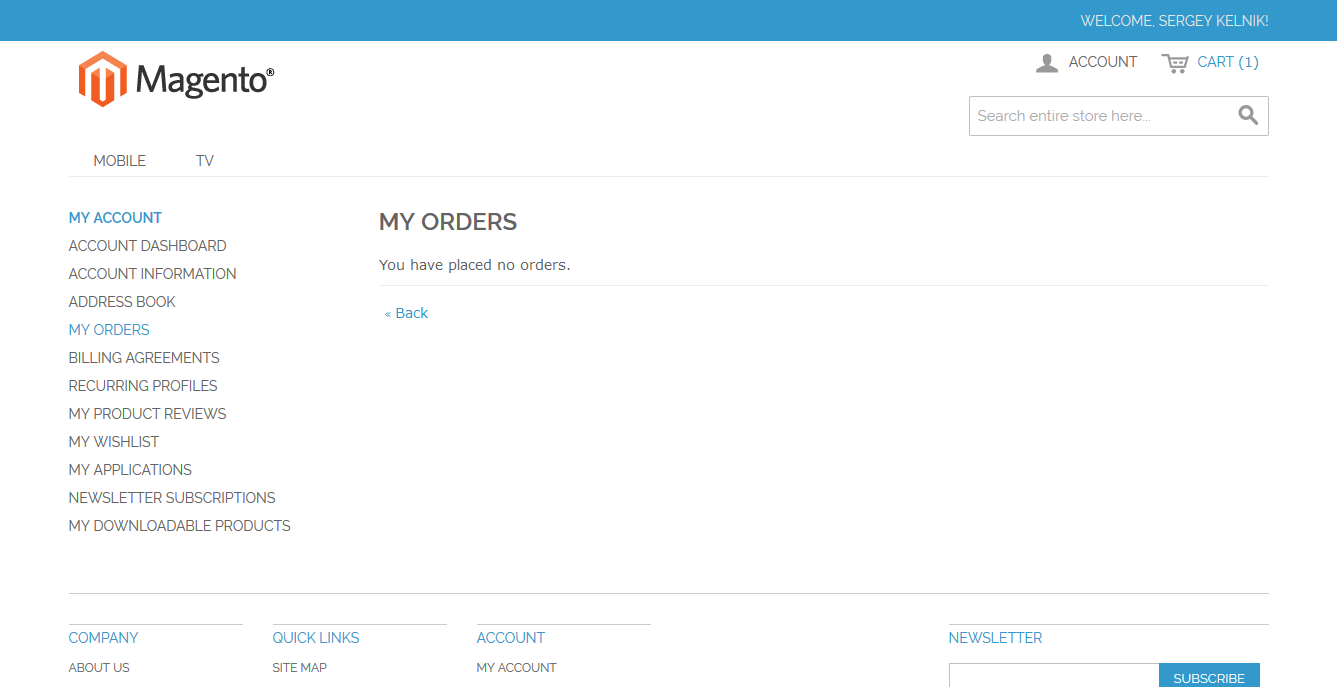 WELCOME, SERGEY KELNIK!
Magento®
ACCOUNT
CART (1)
Search entire store here...
MOBILE
TV
MY ACCOUNT
ACCOUNT DASHBOARD
ACCOUNT INFORMATION
ADDRESS BOOK
MY ORDERS
BILLING AGREEMENTS
RECURRING PROFILES
MY PRODUCT REVIEWS
MY WISHLIST
MY APPLICATIONS
NEWSLETTER SUBSCRIPTIONS
MY DOWNLOADABLE PRODUCTS
MY ORDERS
You have placed no orders.
« Back
COMPANY
ABOUT US
QUICK LINKS
SITE MAP
ACCOUNT
MY ACCOUNT
NEWSLETTER
SUBSCRIBE